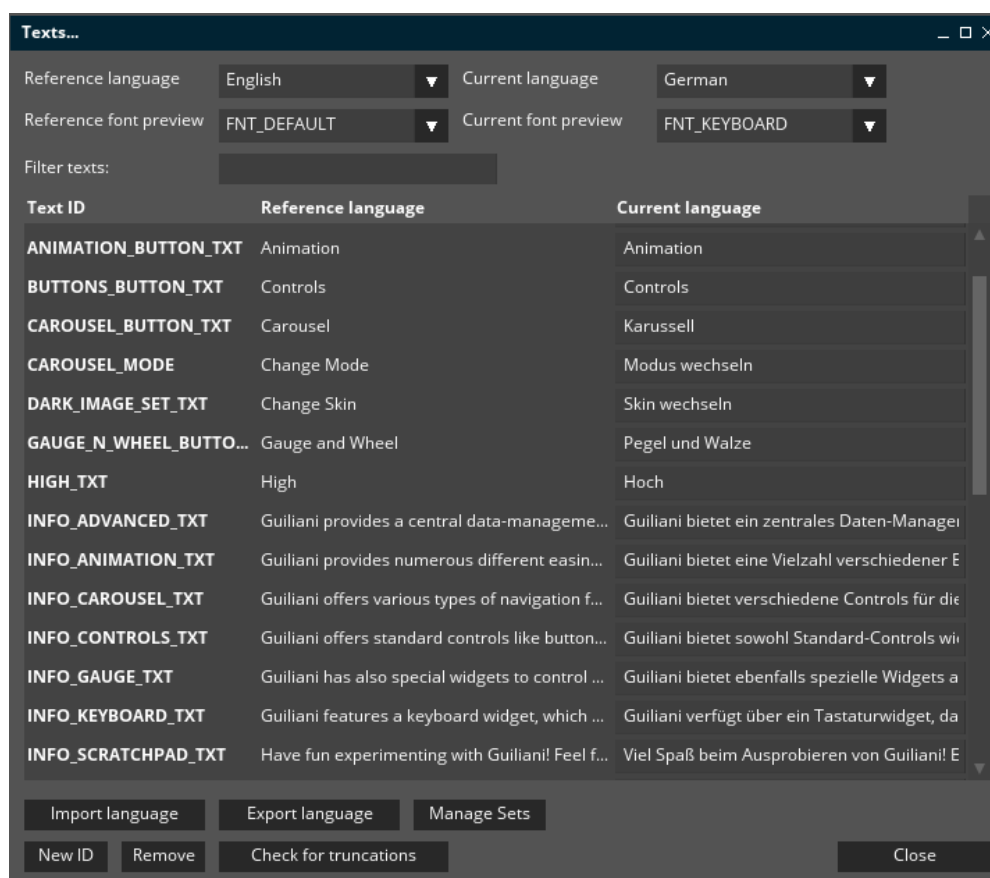 Texts...
Reference language English Current language German
Reference font preview FNT_DEFAULT Current font preview FNT_KEYBOARD
Filter texts:
Text ID Reference language Current language
ANIMATION_BUTTON_TXT Animation Animation
BUTTONS_BUTTON_TXT Controls Controls
CAROUSEL_BUTTON_TXT Carousel Karussell
CAROUSEL_MODE Change Mode Modus wechseln
DARK_IMAGE_SET_TXT Change Skin Skin wechseln
GAUGE_N_WHEEL_BUTTO... Gauge and Wheel Pegel und Walze
HIGH_TXT High Hoch
INFO_ADVANCED_TXT Guiliani provides a central data-manageme... Guiliani bietet ein zentrales Daten-Manage
INFO_ANIMATION_TXT Guiliani provides numerous different easin... Guiliani bietet eine Vielzahl verschiedener E
INFO_CAROUSEL_TXT Guiliani offers various types of navigation f... Guiliani bietet verschiedene Controls für die
INFO_CONTROLS_TXT Guiliani offers standard controls like button... Guiliani bietet sowohl Standard-Controls wi
INFO_GAUGE_TXT Guiliani has also special widgets to control ... Guiliani bietet ebenfalls spezielle Widgets a
INFO_KEYBOARD_TXT Guiliani features a keyboard widget, which ... Guiliani verfügt über ein Tastaturwidget, da
INFO_SCRATCHPAD_TXT Have fun experimenting with Guiliani! Feel f... Viel Spaß beim Ausprobieren von Guiliani! E
Import language Export language Manage Sets
New ID Remove Check for truncations Close